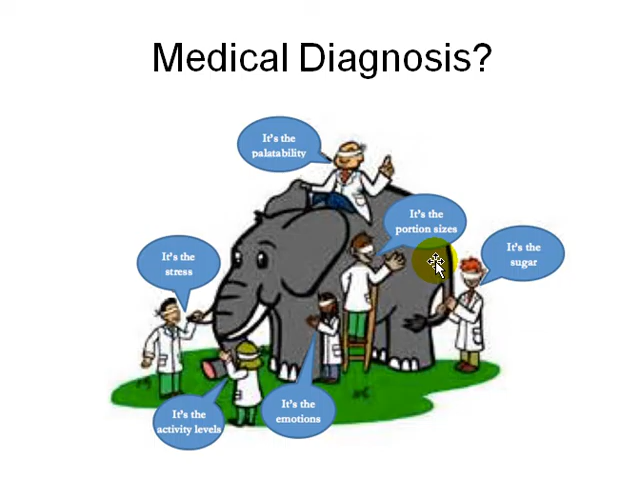 Medical Diagnosis?
It's the
palatability
It's the
portion sizes
It's the
sugar
It's the
stress
It's the
emotions
It's the
activity levels